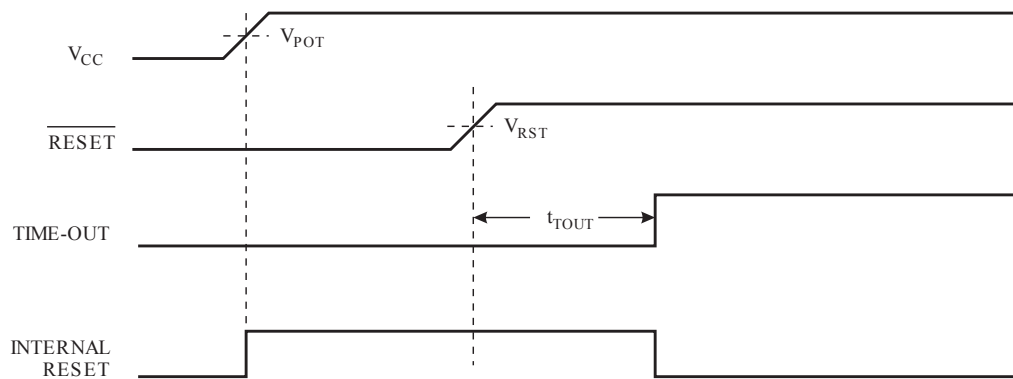 V_POT
V_CC
RESET
V_RST
t_TOUT
TIME-OUT
INTERNAL
RESET